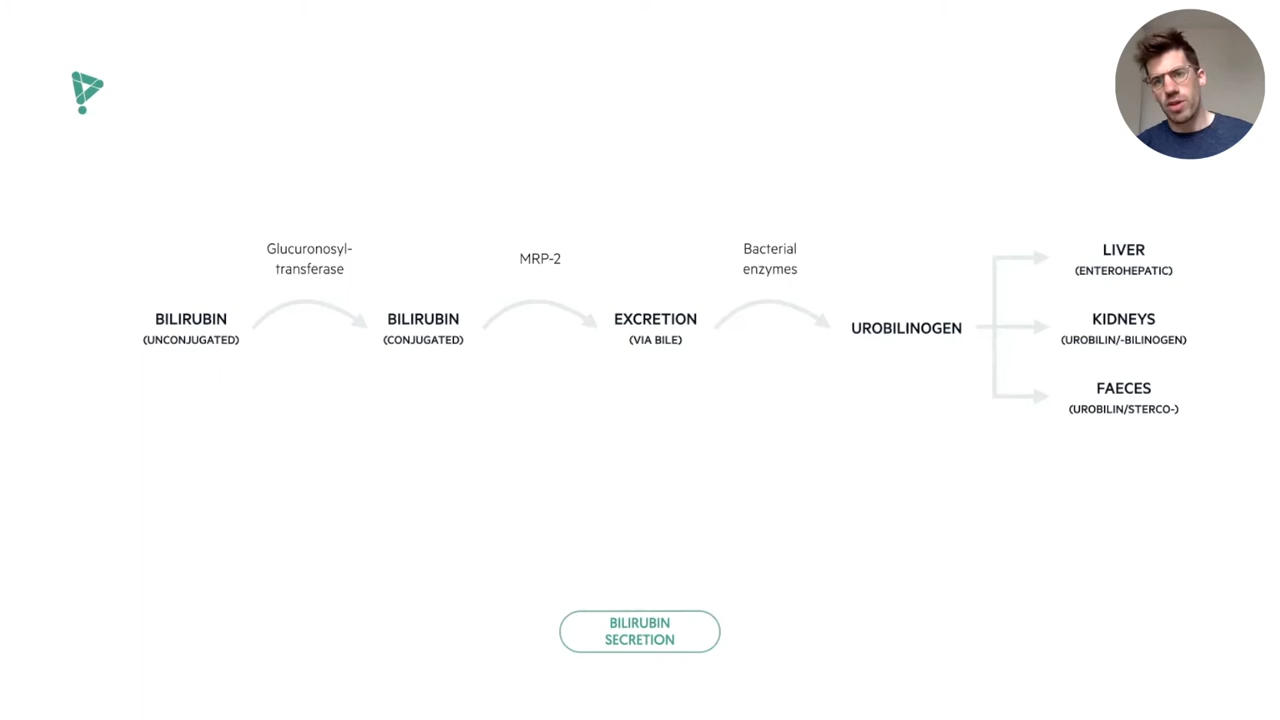 Glucuronosyl-
transferase
MRP-2
Bacterial
enzymes
BILIRUBIN
(UNCONJUGATED)
BILIRUBIN
(CONJUGATED)
EXCRETION
(VIA BILE)
UROBILINOGEN
LIVER
(ENTEROHEPATIC)
KIDNEYS
(UROBILIN/-BILINOGEN)
FAECES
(UROBILIN/STERCO-)
BILIRUBIN
SECRETION